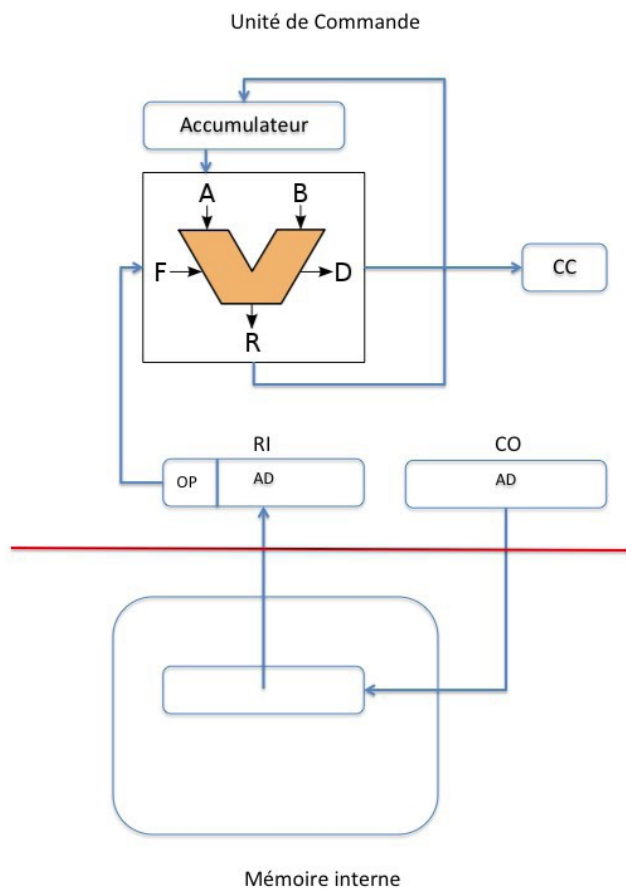 Unité de Commande
Accumulateur
A B
F D CC
R
RI CO
OP AD AD
Mémoire interne